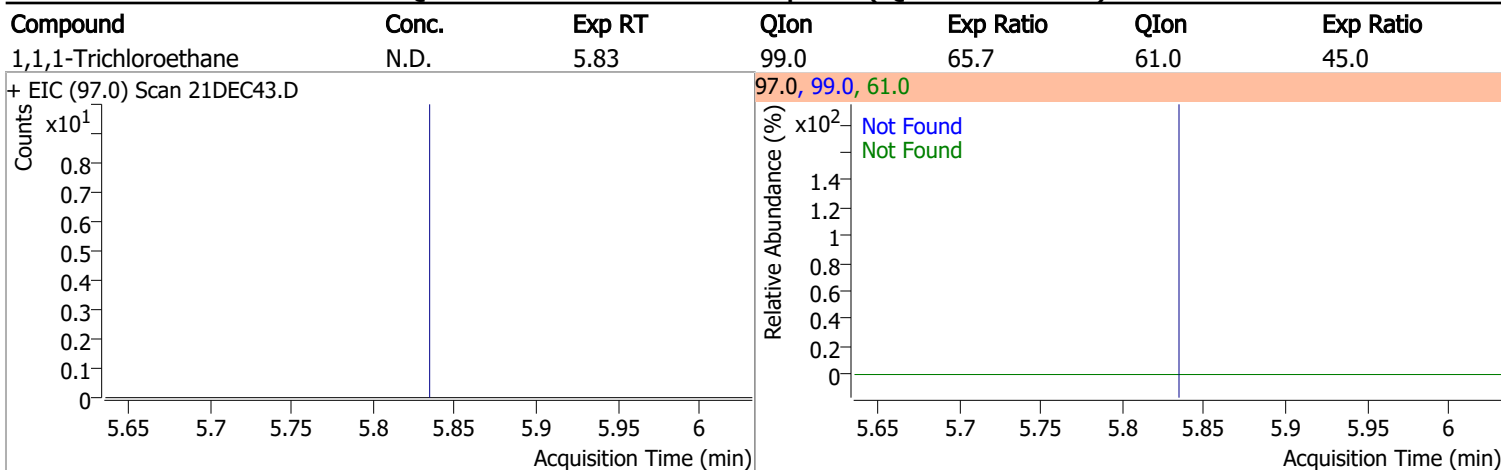 Compound Conc. Exp RT QIon Exp Ratio QIon Exp Ratio
1,1,1-Trichloroethane N.D. 5.83 99.0 65.7 61.0 45.0
+ EIC (97.0) Scan 21DEC43.D
Counts
x10^1
0.8
0.7
0.6
0.5
0.4
0.3
0.2
0.1
0
5.65 5.7 5.75 5.8 5.85 5.9 5.95 6
Acquisition Time (min)
97.0, 99.0, 61.0
Relative Abundance (%)
x10^2
Not Found
Not Found
1.4
1.2
1
0.8
0.6
0.4
0.2
0
5.65 5.7 5.75 5.8 5.85 5.9 5.95 6
Acquisition Time (min)